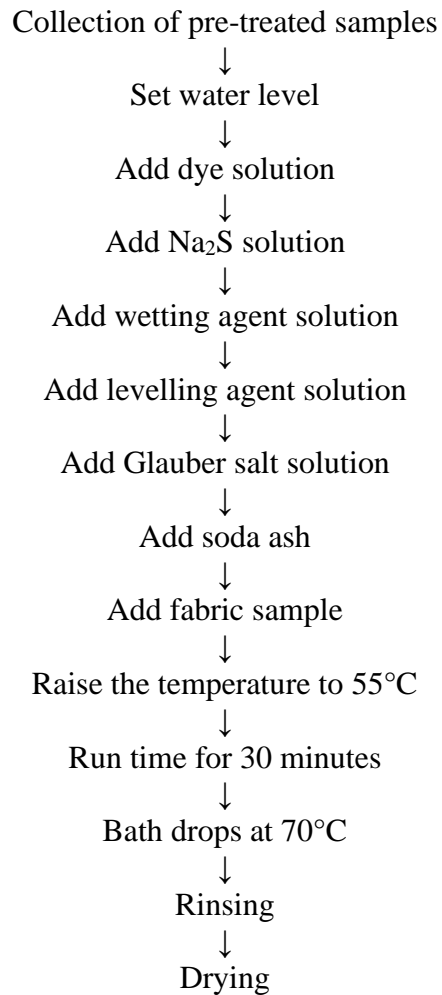 Collection of pre-treated samples
↓
Set water level
↓
Add dye solution
↓
Add Na₂S solution
↓
Add wetting agent solution
↓
Add levelling agent solution
↓
Add Glauber salt solution
↓
Add soda ash
↓
Add fabric sample
↓
Raise the temperature to 55°C
↓
Run time for 30 minutes
↓
Bath drops at 70°C
↓
Rinsing
↓
Drying